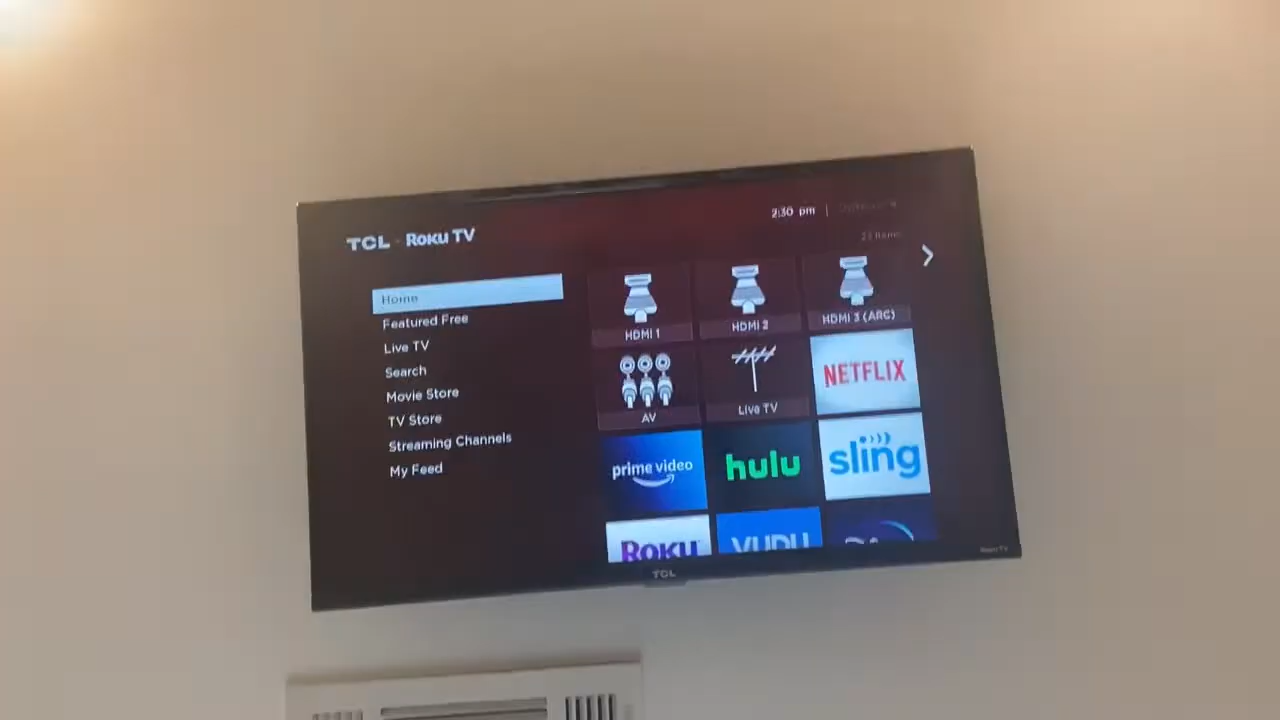 TCL · Roku TV
2:30 pm |
Home
Featured Free
Live TV
Search
Movie Store
TV Store
Streaming Channels
My Feed
HDMI 1
HDMI 2
HDMI 3 (ARC)
AV
Live TV
NETFLIX
prime video
hulu
sling
Roku
VUDU
TCL
Roku TV